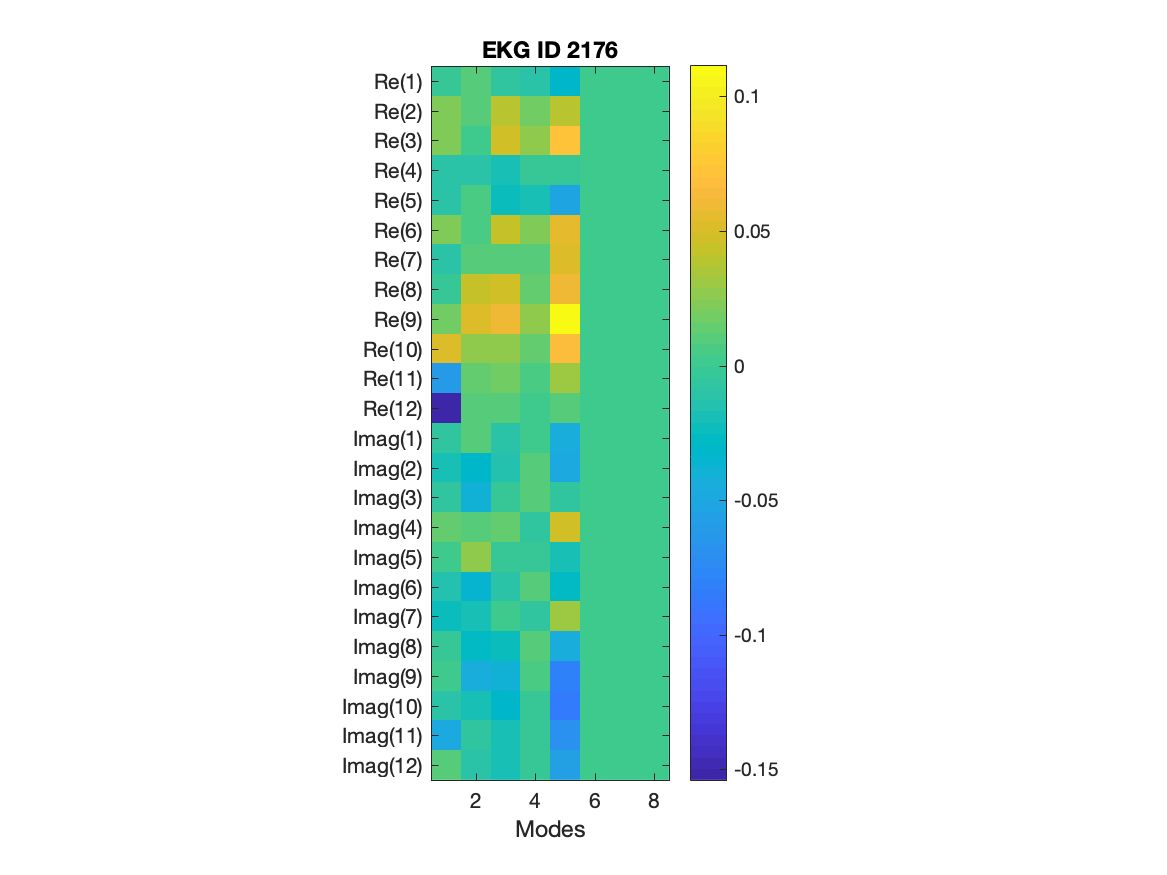 EKG ID 2176
Re(1)
Re(2)
Re(3)
Re(4)
Re(5)
Re(6)
Re(7)
Re(8)
Re(9)
Re(10)
Re(11)
Re(12)
Imag(1)
Imag(2)
Imag(3)
Imag(4)
Imag(5)
Imag(6)
Imag(7)
Imag(8)
Imag(9)
Imag(10)
Imag(11)
Imag(12)
2 4 6 8
Modes
0.1
0.05
0
-0.05
-0.1
-0.15